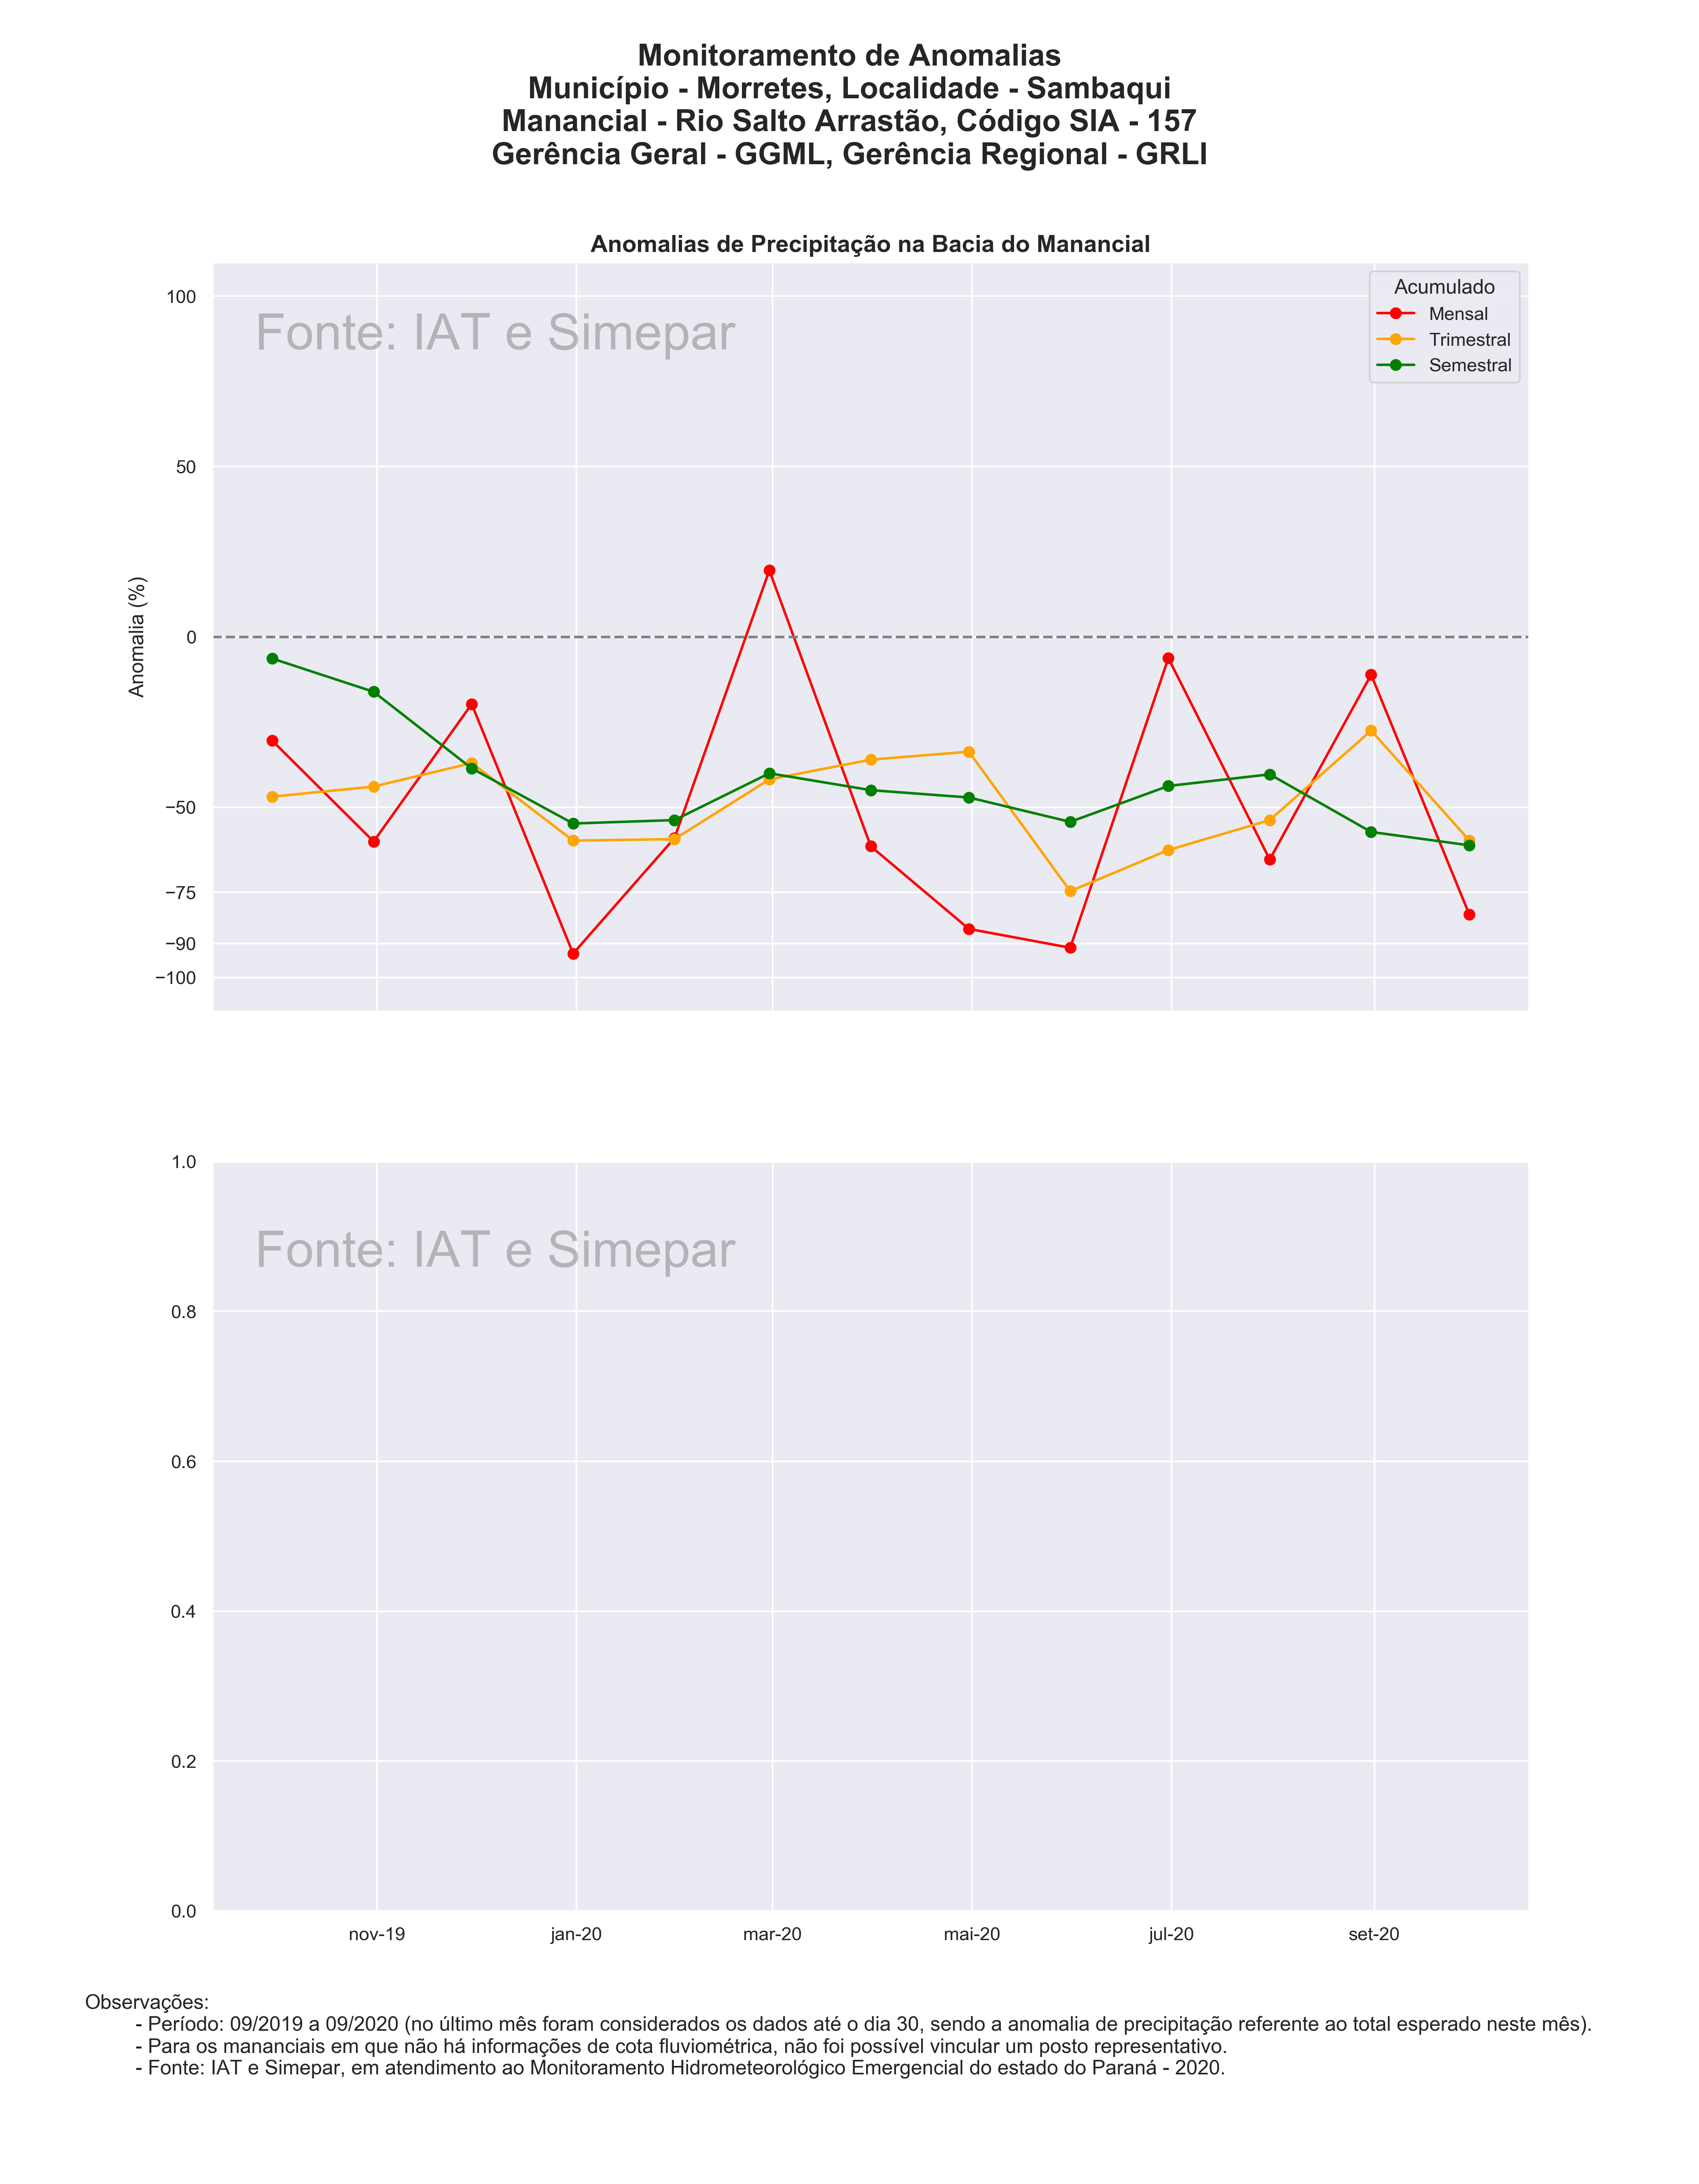 Monitoramento de Anomalias
Município - Morretes, Localidade - Sambaqui
Manancial - Rio Salto Arrastão, Código SIA - 157
Gerência Geral - GGML, Gerência Regional - GRLI
Anomalias de Precipitação na Bacia do Manancial
Fonte: IAT e Simepar
Acumulado
Mensal
Trimestral
Semestral
Anomalia (%)
100
50
0
−50
−75
−90
−100
Fonte: IAT e Simepar
1.0
0.8
0.6
0.4
0.2
0.0
nov-19 jan-20 mar-20 mai-20 jul-20 set-20
Observações:
- Período: 09/2019 a 09/2020 (no último mês foram considerados os dados até o dia 30, sendo a anomalia de precipitação referente ao total esperado neste mês).
- Para os mananciais em que não há informações de cota fluviométrica, não foi possível vincular um posto representativo.
- Fonte: IAT e Simepar, em atendimento ao Monitoramento Hidrometeorológico Emergencial do estado do Paraná - 2020.